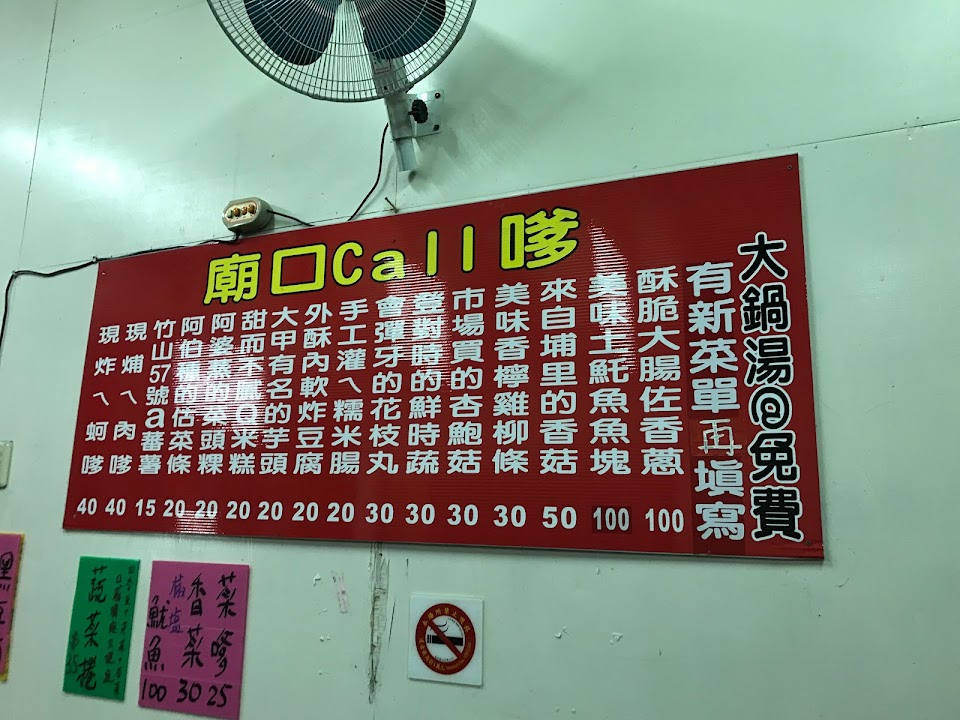 廟口Call嗲
大鍋湯@免費
有新菜單再填寫
酥脆大腸佐香蔥 100
美味土魠魚魚塊 100
來自埔里的香菇 50
美味香檸雞柳條 30
市場買的杏鮑菇 30
登對時的鮮時蔬 30
會彈牙的花枝丸 30
手工灌ㄟ糯米腸 20
外酥內軟炸豆腐 20
大甲有名的芋頭 20
甜而不膩Q米糕 20
阿婆蒸的菜頭粿 20
阿伯種的估菜條 20
竹山57號a蕃薯 15
現埔ㄟ肉嗲 40
現炸ㄟ蚵嗲 40
菜嗲 25
香菜 30
魷魚 100
蔬菜捲